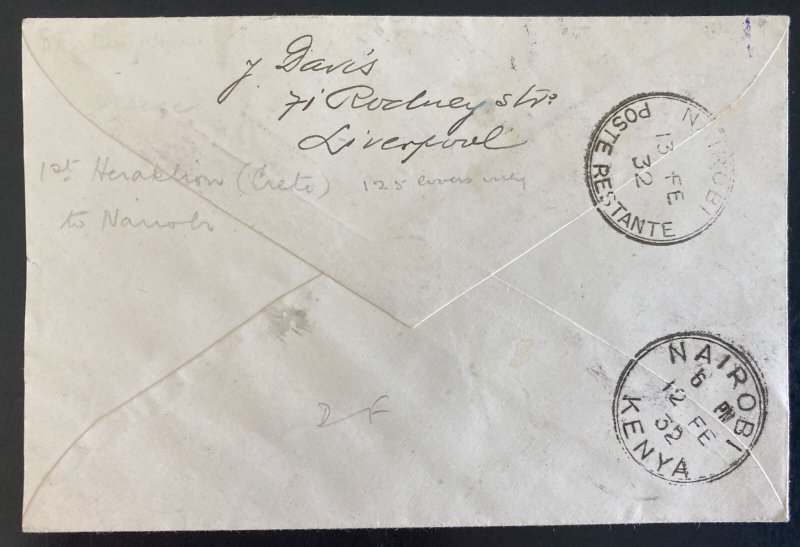 J Davis
71 Rodney Str.
Liverpool
1st Heraklion (Crete) 125 covers only
to Nairobi
NAIROBI
13 FE
32
POSTE RESTANTE
NAIROBI
6 PM
12 FE
32
KENYA